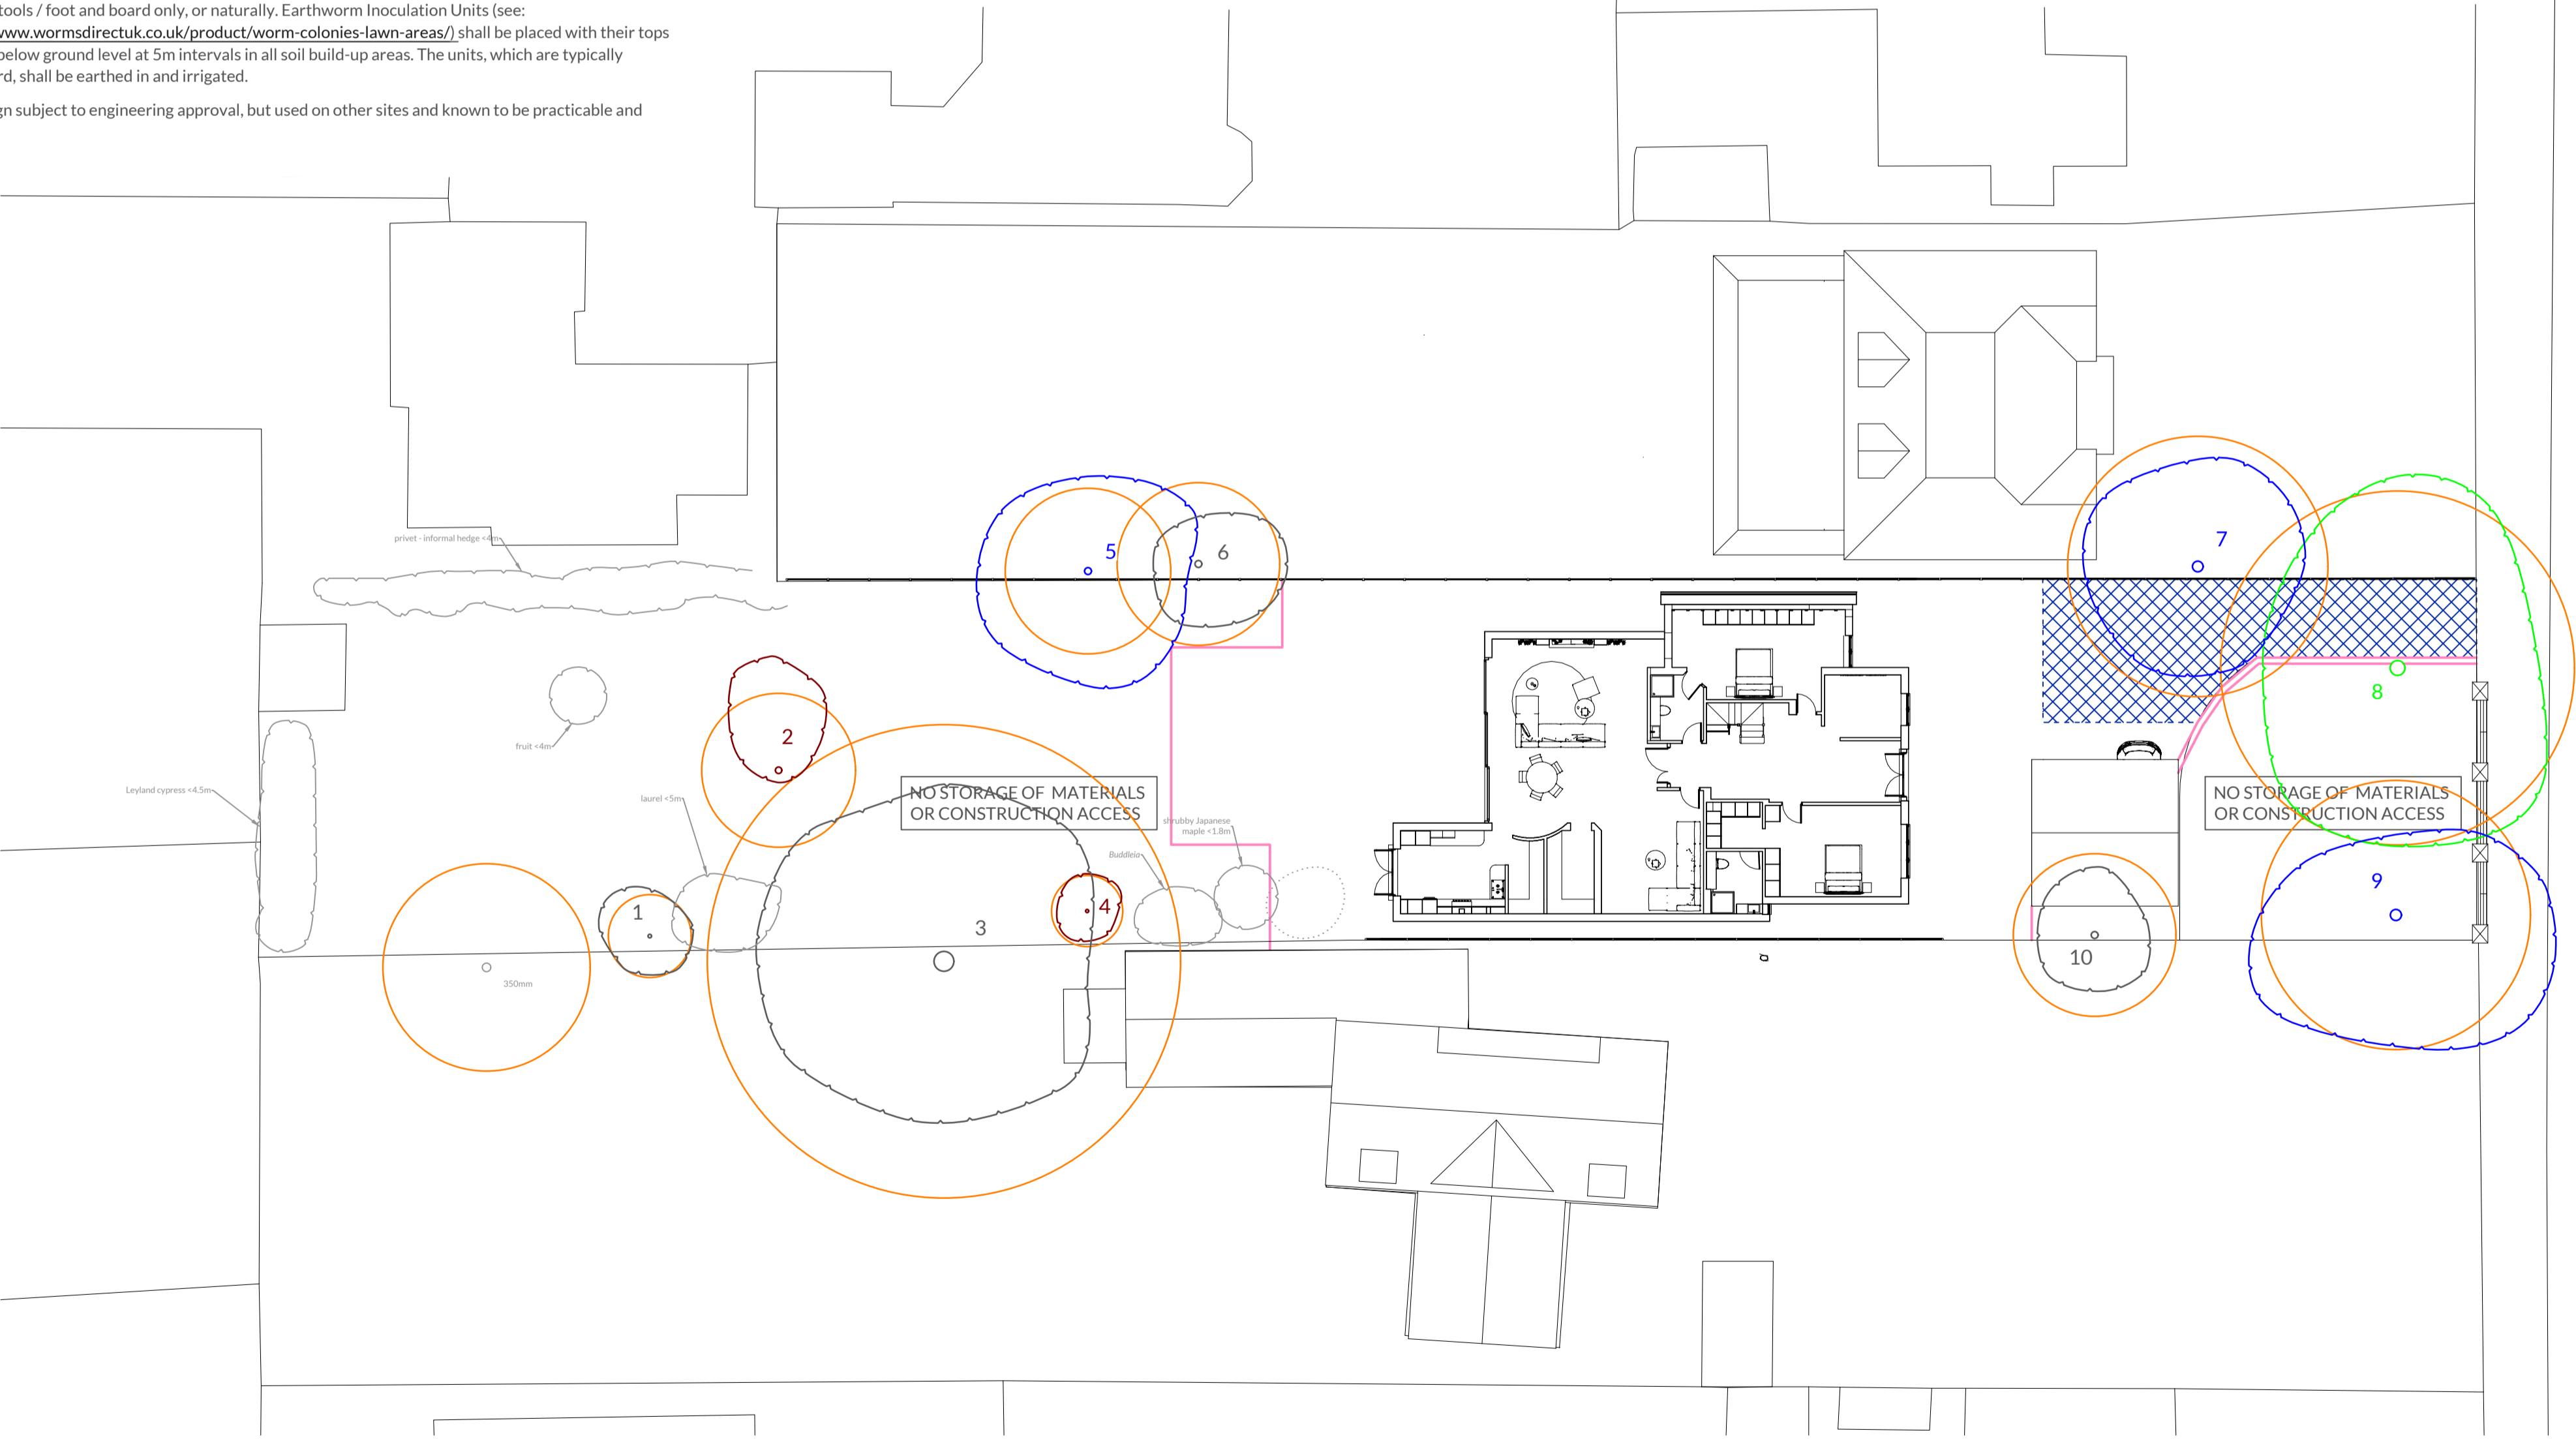 tools / foot and board only, or naturally. Earthworm Inoculation Units (see:
www.wormsdirectuk.co.uk/product/worm-colonies-lawn-areas/) shall be placed with their tops
below ground level at 5m intervals in all soil build-up areas. The units, which are typically
rd, shall be earthed in and irrigated.
gn subject to engineering approval, but used on other sites and known to be practicable and
privet - informal hedge <4m
5
6
7
8
fruit <4m
2
Leyland cypress <4.5m
laurel <5m
NO STORAGE OF MATERIALS
OR CONSTRUCTION ACCESS
shrubby Japanese
maple <1.8m
Buddleia
NO STORAGE OF MATERIALS
OR CONSTRUCTION ACCESS
1
4
3
9
10
350mm